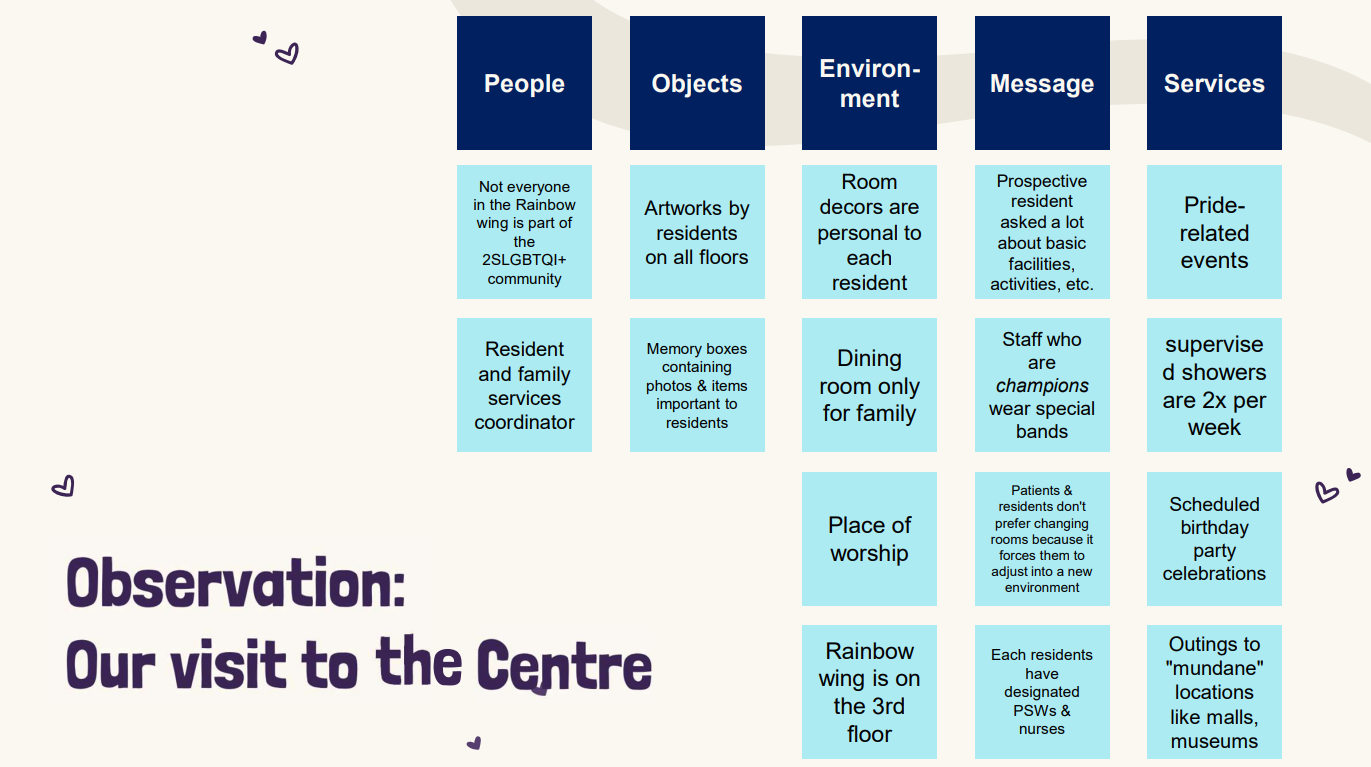 People
Objects
Environ-
ment
Message
Services
Not everyone
in the Rainbow
wing is part of
the
2SLGBTQI+
community
Artworks by
residents
on all floors
Room
decors are
personal to
each
resident
Prospective
resident
asked a lot
about basic
facilities,
activities, etc.
Pride-
related
events
Resident
and family
services
coordinator
Memory boxes
containing
photos & items
important to
residents
Dining
room only
for family
Staff who
are
champions
wear special
bands
supervise
d showers
are 2x per
week
Place of
worship
Patients &
residents don't
prefer changing
rooms because it
forces them to
adjust into a new
environment
Scheduled
birthday
party
celebrations
Rainbow
wing is on
the 3rd
floor
Each residents
have
designated
PSWs &
nurses
Outings to
"mundane"
locations
like malls,
museums
Observation:
Our visit to the Centre